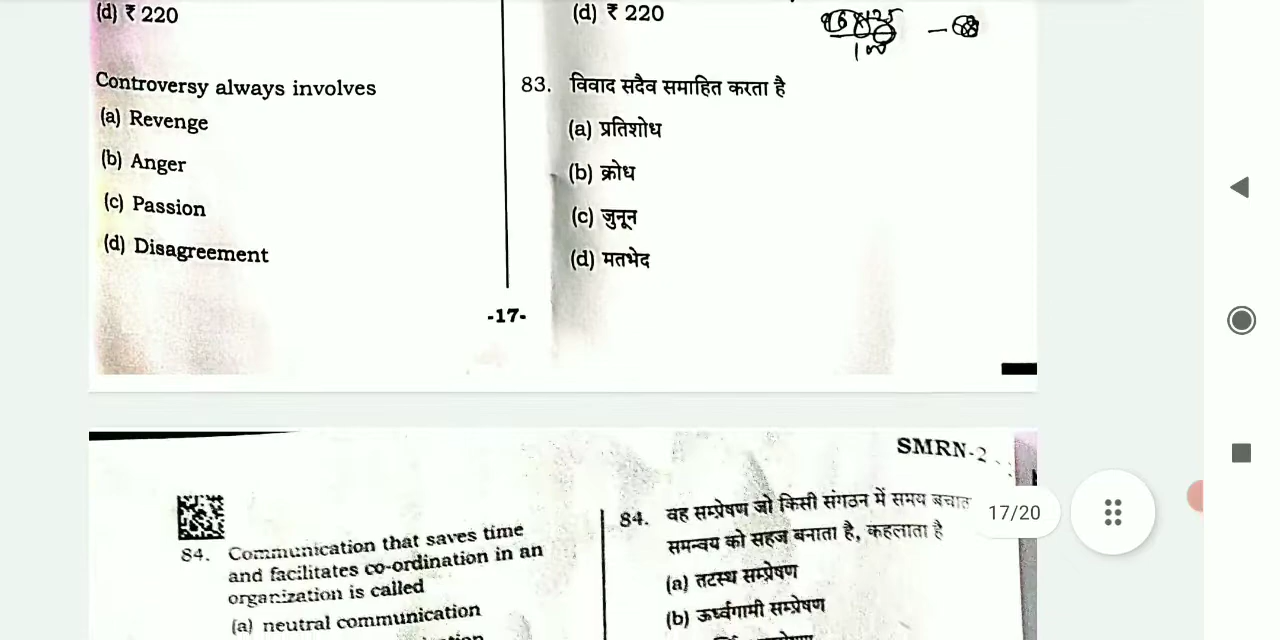 (d) ₹ 220
Controversy always involves
(a) Revenge
(b) Anger
(c) Passion
(d) Disagreement
(d) ₹ 220
83. विवाद सदैव समाहित करता है
(a) प्रतिशोध
(b) क्रोध
(c) जुनून
(d) मतभेद
-17-
SMRN-2
84. Communication that saves time
and facilitates co-ordination in an
organization is called
(a) neutral communication
84. वह सम्प्रेषण जो किसी संगठन में समय
समन्वय को सहज बनाता है, कहलाता है
(a) तटस्थ सम्प्रेषण
(b) ऊर्ध्वगामी सम्प्रेषण
17/20